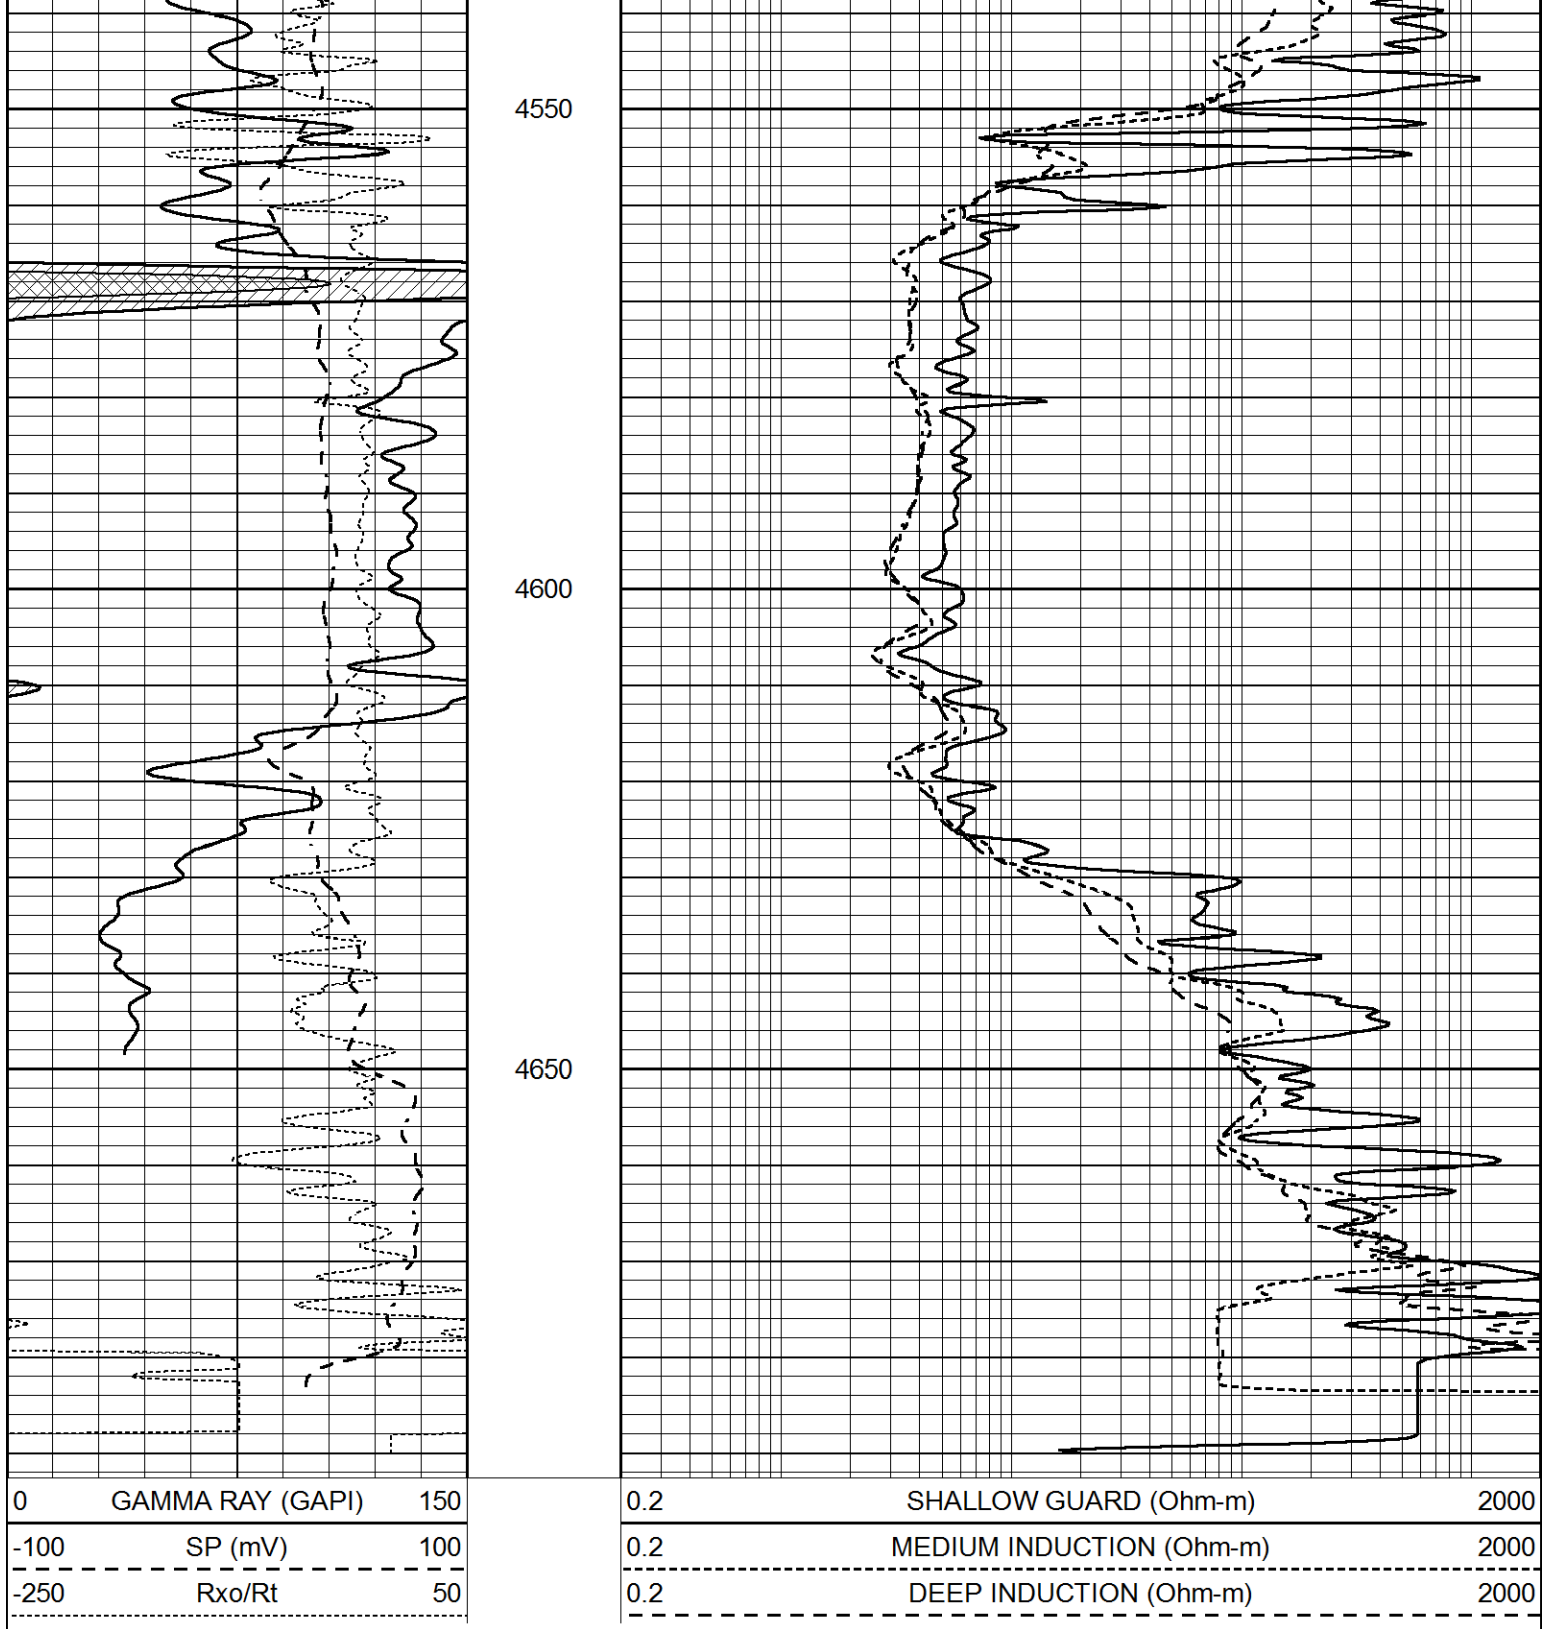 4550
4600
4650
0 GAMMA RAY (GAPI) 150
-100 SP (mV) 100
-250 Rxo/Rt 50
0.2 SHALLOW GUARD (Ohm-m) 2000
0.2 MEDIUM INDUCTION (Ohm-m) 2000
0.2 DEEP INDUCTION (Ohm-m) 2000